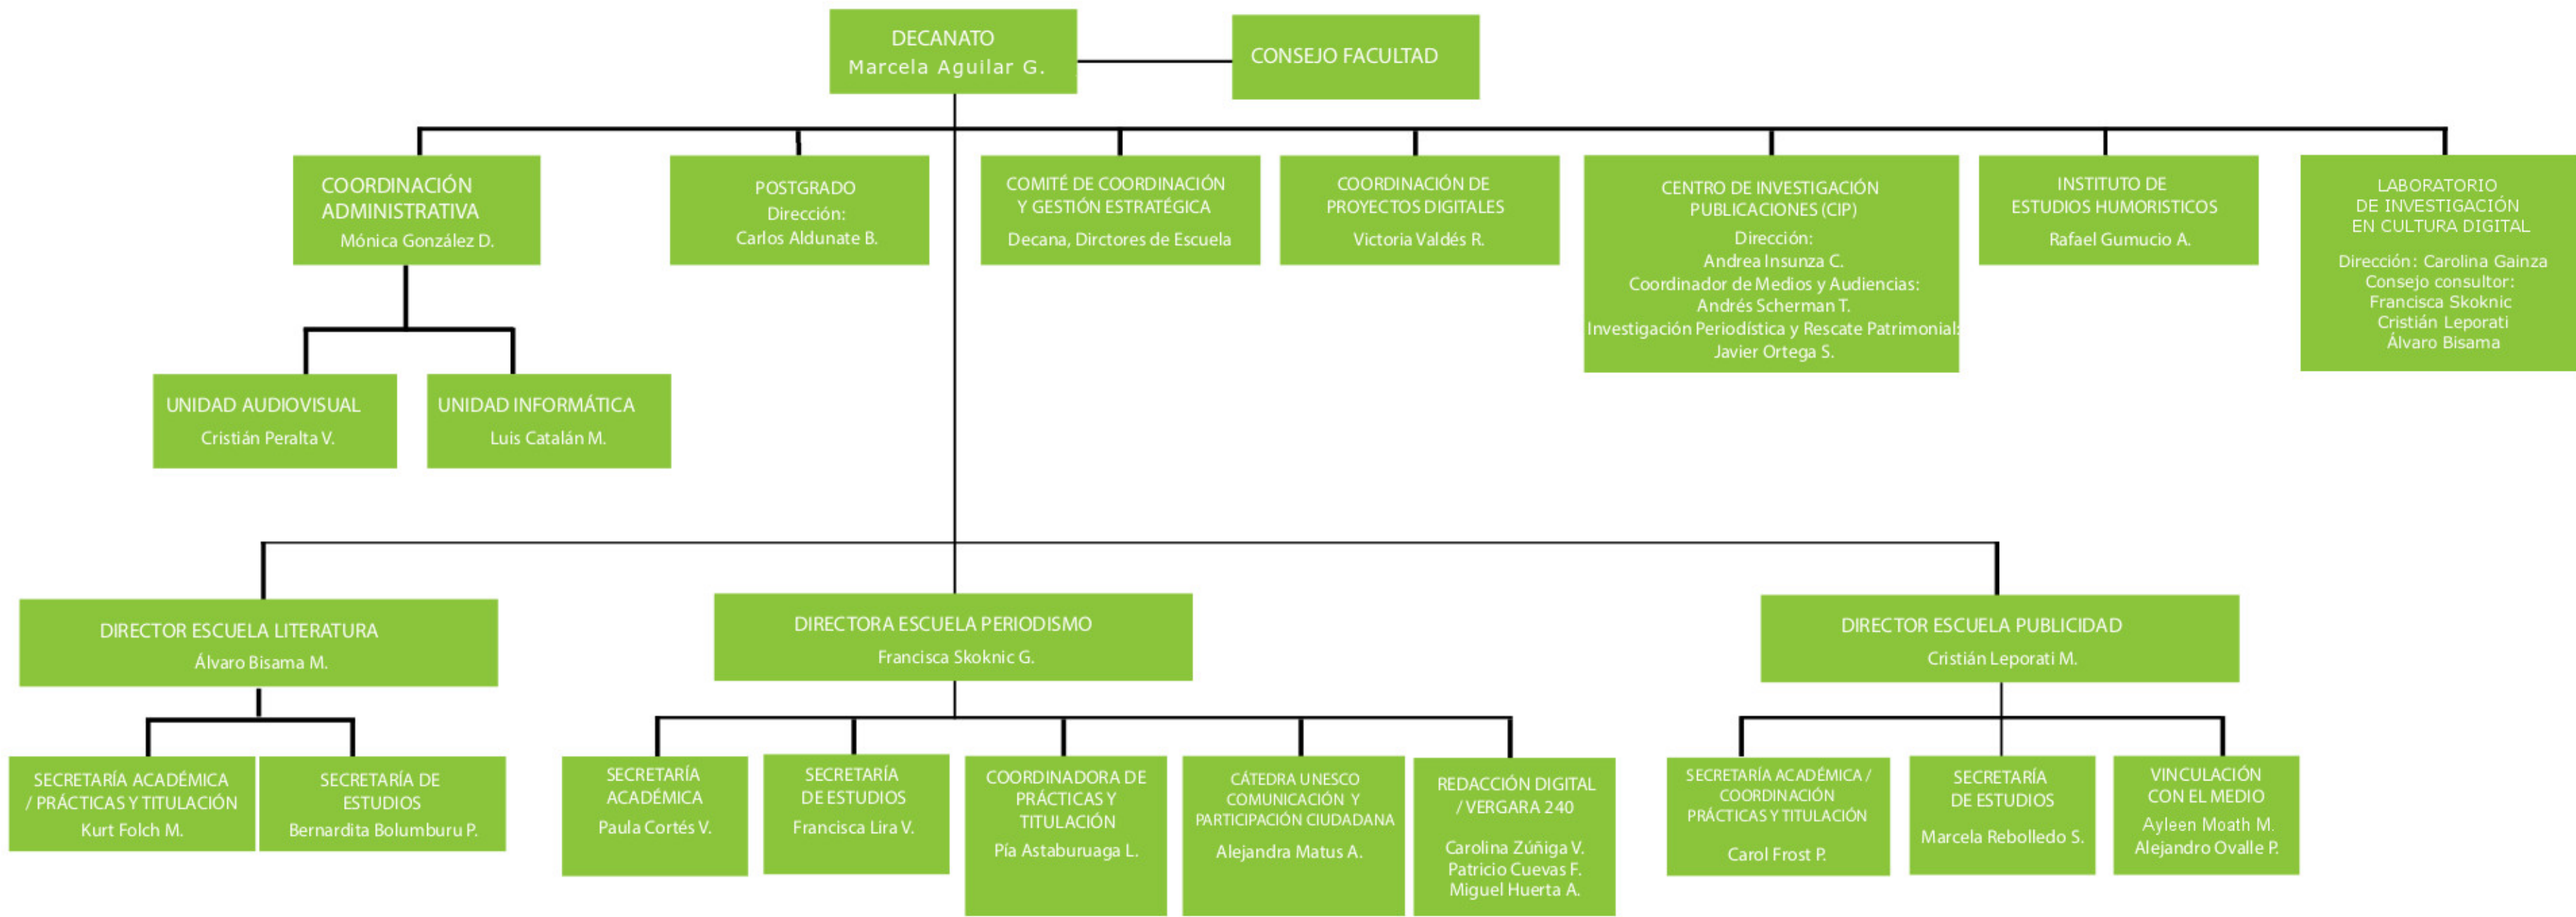 DECANATO
Marcela Aguilar G.
CONSEJO FACULTAD
COORDINACIÓN
ADMINISTRATIVA
Mónica González D.
POSTGRADO
Dirección:
Carlos Aldunate B.
COMITÉ DE COORDINACIÓN
Y GESTIÓN ESTRATÉGICA
Decana, Dirctores de Escuela
COORDINACIÓN DE
PROYECTOS DIGITALES
Victoria Valdés R.
CENTRO DE INVESTIGACIÓN
PUBLICACIONES (CIP)
Dirección:
Andrea Insunza C.
Coordinador de Medios y Audiencias:
Andrés Scherman T.
Investigación Periodística y Rescate Patrimonial:
Javier Ortega S.
INSTITUTO DE
ESTUDIOS HUMORISTICOS
Rafael Gumucio A.
LABORATORIO
DE INVESTIGACIÓN
EN CULTURA DIGITAL
Dirección: Carolina Gainza
Consejo consultor:
Francisca Skoknic
Cristián Leporati
Álvaro Bisama
UNIDAD AUDIOVISUAL
Cristián Peralta V.
UNIDAD INFORMÁTICA
Luis Catalán M.
DIRECTOR ESCUELA LITERATURA
Álvaro Bisama M.
DIRECTORA ESCUELA PERIODISMO
Francisca Skoknic G.
DIRECTOR ESCUELA PUBLICIDAD
Cristián Leporati M.
SECRETARÍA ACADÉMICA
/ PRÁCTICAS Y TITULACIÓN
Kurt Folch M.
SECRETARÍA DE
ESTUDIOS
Bernardita Bolumburu P.
SECRETARÍA
ACADÉMICA
Paula Cortés V.
SECRETARÍA
DE ESTUDIOS
Francisca Lira V.
COORDINADORA DE
PRÁCTICAS Y
TITULACIÓN
Pía Astaburuaga L.
CÁTEDRA UNESCO
COMUNICACIÓN Y
PARTICIPACIÓN CIUDADANA
Alejandra Matus A.
REDACCIÓN DIGITAL
/ VERGARA 240
Carolina Zúñiga V.
Patricio Cuevas F.
Miguel Huerta A.
SECRETARÍA ACADÉMICA /
COORDINACIÓN
PRÁCTICAS Y TITULACIÓN
Carol Frost P.
SECRETARÍA
DE ESTUDIOS
Marcela Rebolledo S.
VINCULACIÓN
CON EL MEDIO
Ayleen Moath M.
Alejandro Ovalle P.